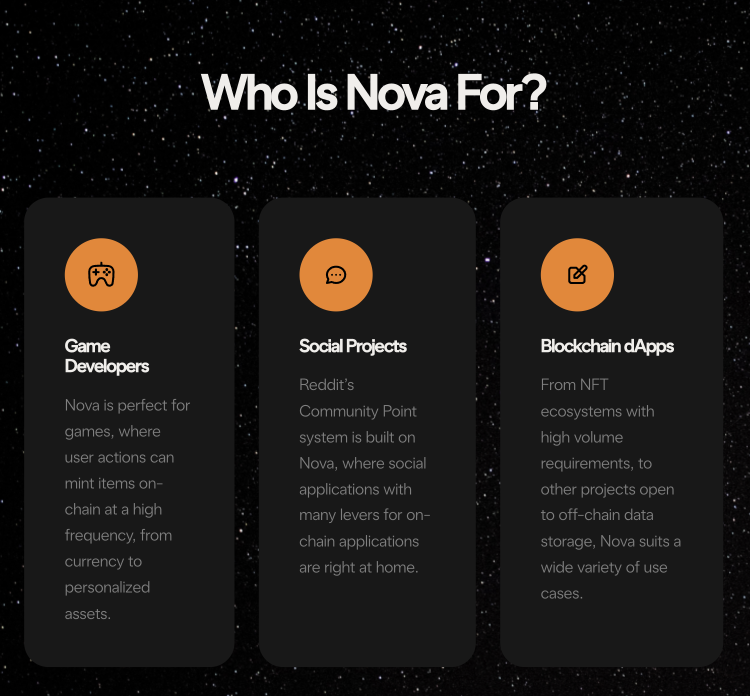 Who Is Nova For?
Game
Developers
Nova is perfect for
games, where
user actions can
mint items on-
chain at a high
frequency, from
currency to
personalized
assets.
Social Projects
Reddit's
Community Point
system is built on
Nova, where social
applications with
many levers for on-
chain applications
are right at home.
Blockchain dApps
From NFT
ecosystems with
high volume
requirements, to
other projects open
to off-chain data
storage, Nova suits a
wide variety of use
cases.